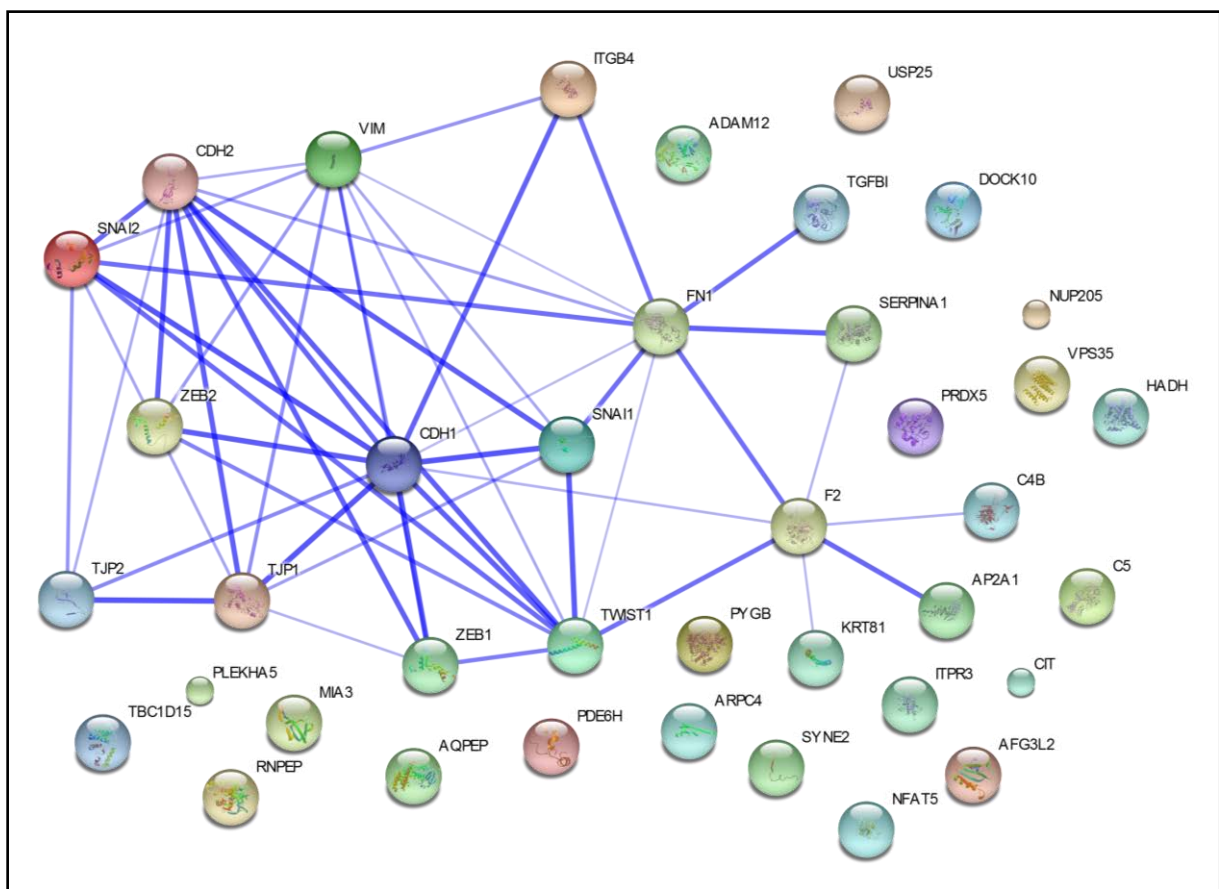 ITGB4
USP25
VIM
ADAM12
CDH2
TGFBI
DOCK10
SNAI2
FN1
SERPINA1
NUP205
VPS35
HADH
ZEB2
PRDX5
SNAI1
CDH1
C4B
F2
TJP2
TJP1
AP2A1
C5
TWIST1
ZEB1
PYGB
KRT81
PLEKHA5
MIA3
ITPR3
CIT
TBC1D15
PDE6H
ARPC4
AQPEP
SYNE2
AFG3L2
RNPEP
NFAT5